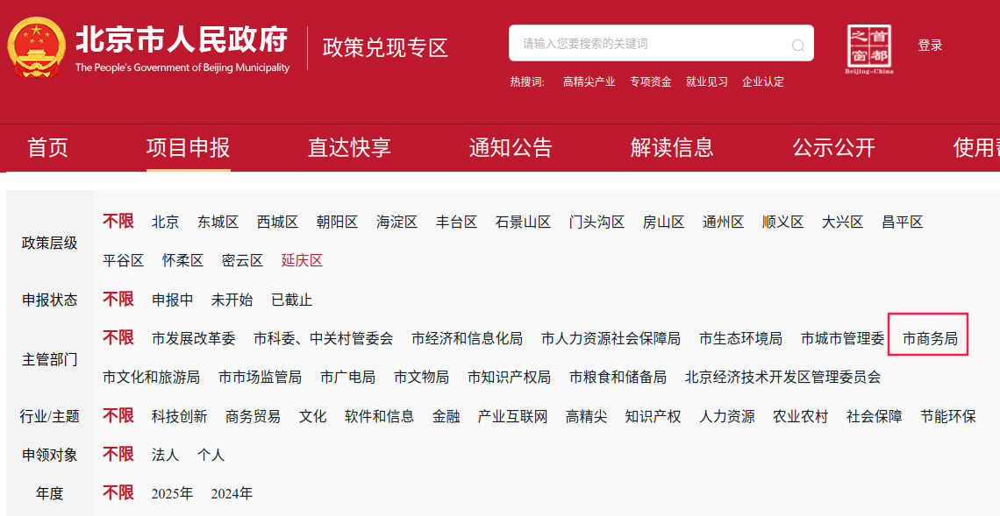 北京市人民政府
The People's Government of Beijing Municipality
政策兑现专区
请输入您要搜索的关键词
热搜词: 高精尖产业 专项资金 就业见习 企业认定
首都之窗
Beijing-China
登录
首页 项目申报 直达快享 通知公告 解读信息 公示公开 使用
政策层级
不限 北京 东城区 西城区 朝阳区 海淀区 丰台区 石景山区 门头沟区 房山区 通州区 顺义区 大兴区 昌平区
平谷区 怀柔区 密云区 延庆区
申报状态 不限 申报中 未开始 已截止
主管部门
不限 市发展改革委 市科委、中关村管委会 市经济和信息化局 市人力资源社会保障局 市生态环境局 市城市管理委 市商务局
市文化和旅游局 市市场监管局 市广电局 市文物局 市知识产权局 市粮食和储备局 北京经济技术开发区管理委员会
行业/主题 不限 科技创新 商务贸易 文化 软件和信息 金融 产业互联网 高精尖 知识产权 人力资源 农业农村 社会保障 节能环保
申领对象 不限 法人 个人
年度 不限 2025年 2024年